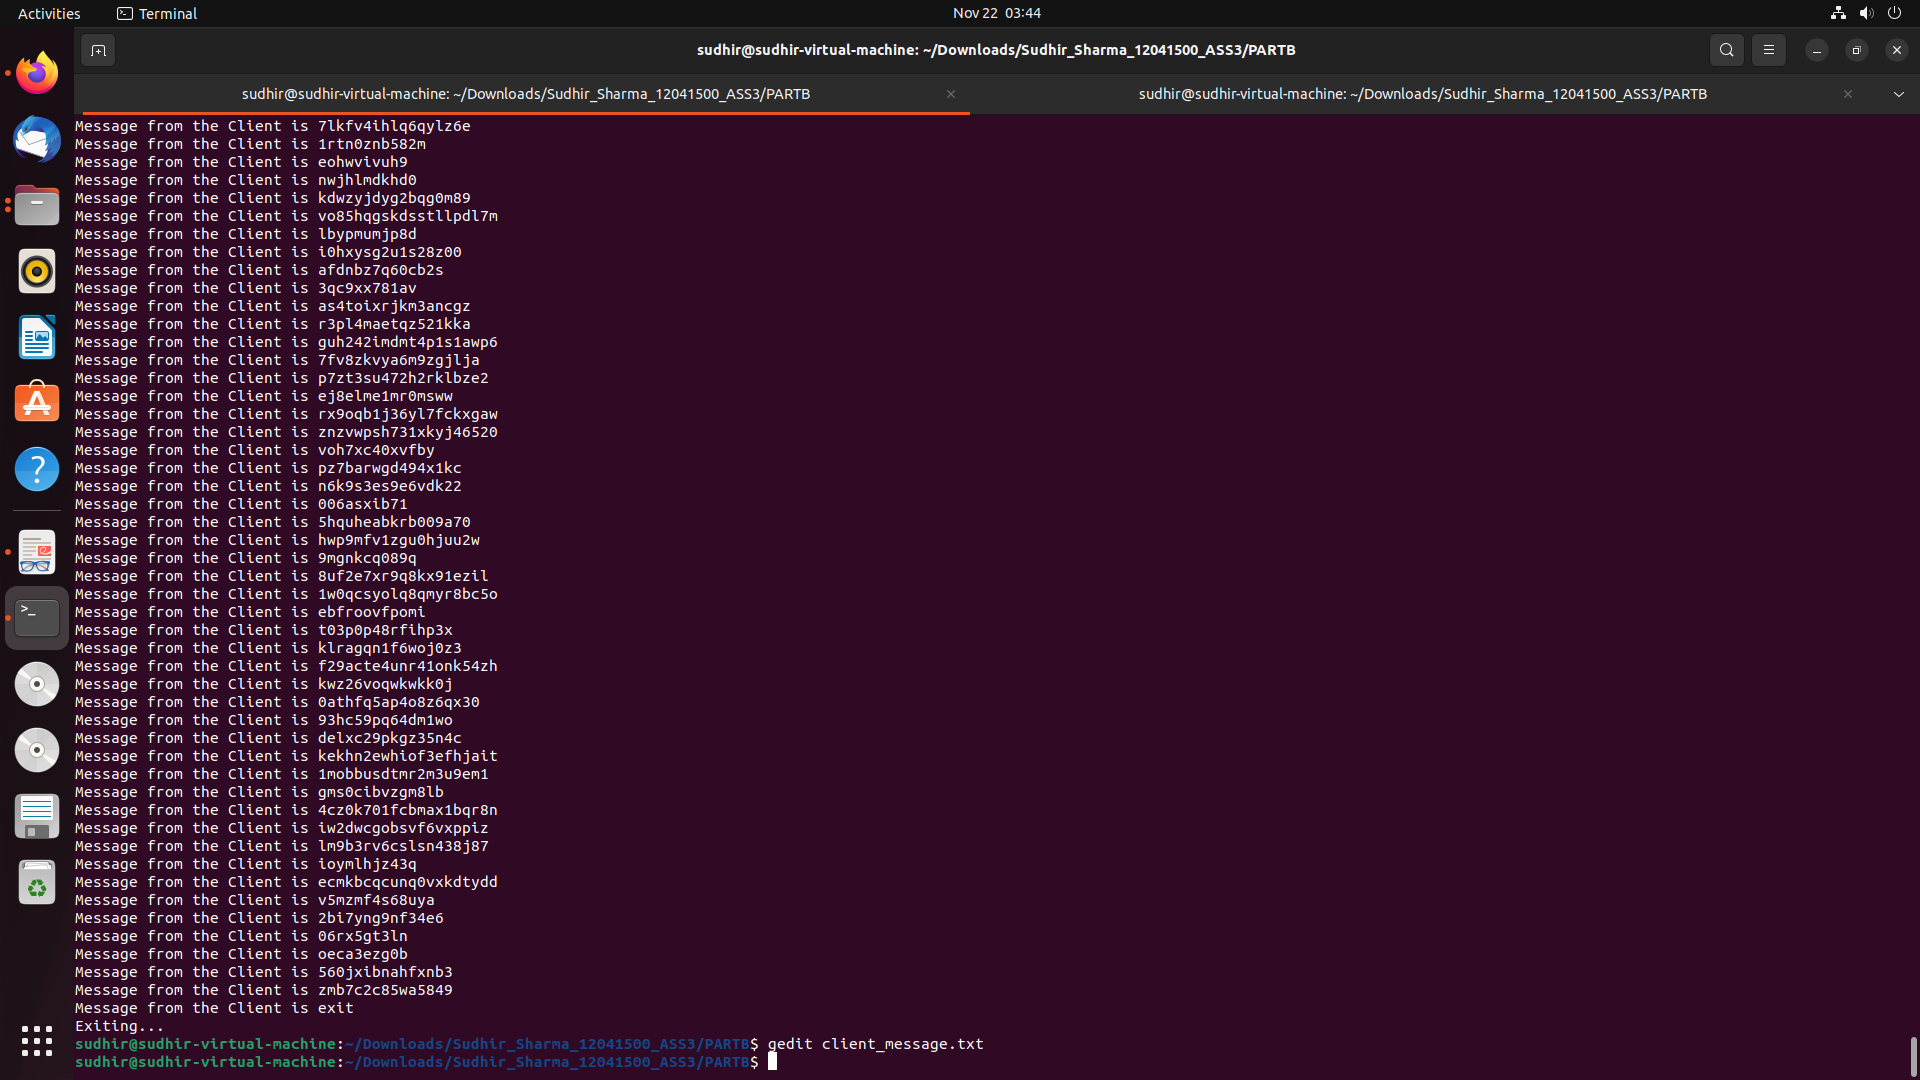 Activities
Terminal
Nov 22 03:44
sudhir@sudhir-virtual-machine: ~/Downloads/Sudhir_Sharma_12041500_ASS3/PARTB
sudhir@sudhir-virtual-machine: ~/Downloads/Sudhir_Sharma_12041500_ASS3/PARTB
sudhir@sudhir-virtual-machine: ~/Downloads/Sudhir_Sharma_12041500_ASS3/PARTB
Message from the Client is 7lkfv4ihlq6qylz6e
Message from the Client is 1rtn0znb582m
Message from the Client is eohwvivuh9
Message from the Client is nwjhlmdkhd0
Message from the Client is kdwzyjdyg2bqg0m89
Message from the Client is vo85hqgskdsstllpdl7m
Message from the Client is lbypmumjp8d
Message from the Client is i0hxysg2u1s28z00
Message from the Client is afdnbz7q60cb2s
Message from the Client is 3qc9xx781av
Message from the Client is as4toixrjkm3ancgz
Message from the Client is r3pl4maetqz521kka
Message from the Client is guh242imdmt4p1s1awp6
Message from the Client is 7fv8zkvya6m9zgjlja
Message from the Client is p7zt3su472h2rklbze2
Message from the Client is ej8elme1mr0msww
Message from the Client is rx9oqb1j36yl7fckxgaw
Message from the Client is znzvwpsh731xkyj46520
Message from the Client is voh7xc40xvfby
Message from the Client is pz7barwgd494x1kc
Message from the Client is n6k9s3es9e6vdk22
Message from the Client is 006asxib71
Message from the Client is 5hquheabkrb009a70
Message from the Client is hwp9mfv1zgu0hjuu2w
Message from the Client is 9mgnkcq089q
Message from the Client is 8uf2e7xr9q8kx91ezil
Message from the Client is 1w0qcsyolq8qmyr8bc5o
Message from the Client is ebfroovfpomi
Message from the Client is t03p0p48rfihp3x
Message from the Client is klragqn1f6woj0z3
Message from the Client is f29acte4unr41onk54zh
Message from the Client is kwz26voqwkwkk0j
Message from the Client is 0athfq5ap4o8z6qx30
Message from the Client is 93hc59pq64dm1wo
Message from the Client is delxc29pkgz35n4c
Message from the Client is kekhn2ewhiof3efhjait
Message from the Client is 1mobbusdtmr2m3u9em1
Message from the Client is gms0cibvzgm8lb
Message from the Client is 4cz0k701fcbmax1bqr8n
Message from the Client is iw2dwcgobsvf6vxppiz
Message from the Client is lm9b3rv6cslsn438j87
Message from the Client is ioymlhjz43q
Message from the Client is ecmkbcqcunq0vxkdtydd
Message from the Client is v5mzmf4s68uya
Message from the Client is 2bi7yng9nf34e6
Message from the Client is 06rx5gt3ln
Message from the Client is oeca3ezg0b
Message from the Client is 560jxibnahfxnb3
Message from the Client is zmb7c2c85wa5849
Message from the Client is exit
Exiting...
sudhir@sudhir-virtual-machine:~/Downloads/Sudhir_Sharma_12041500_ASS3/PARTB$ gedit client_message.txt
sudhir@sudhir-virtual-machine:~/Downloads/Sudhir_Sharma_12041500_ASS3/PARTB$